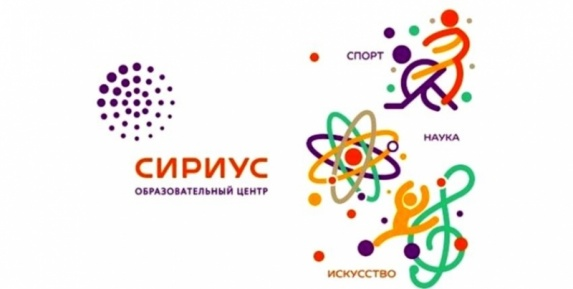 СИРИУС
ОБРАЗОВАТЕЛЬНЫЙ ЦЕНТР
СПОРТ
НАУКА
ИСКУССТВО